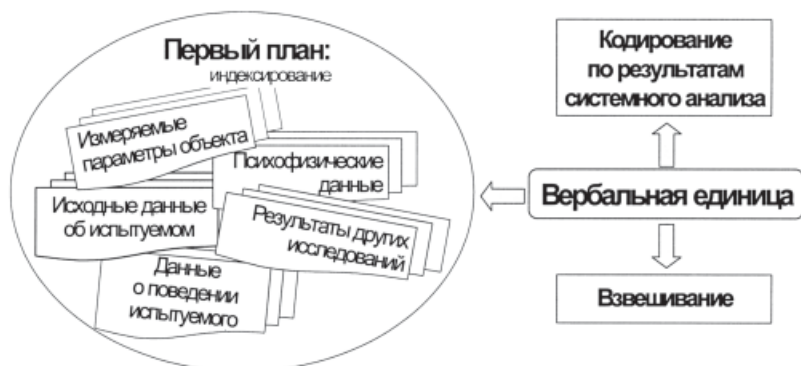 Первый план:
индексирование
Измеряемые
параметры объекта
Психофизические
данные
Исходные данные
об испытуемом
Результаты других
исследований
Данные
о поведении
испытуемого
Кодирование
по результатам
системного анализа
Вербальная единица
Взвешивание